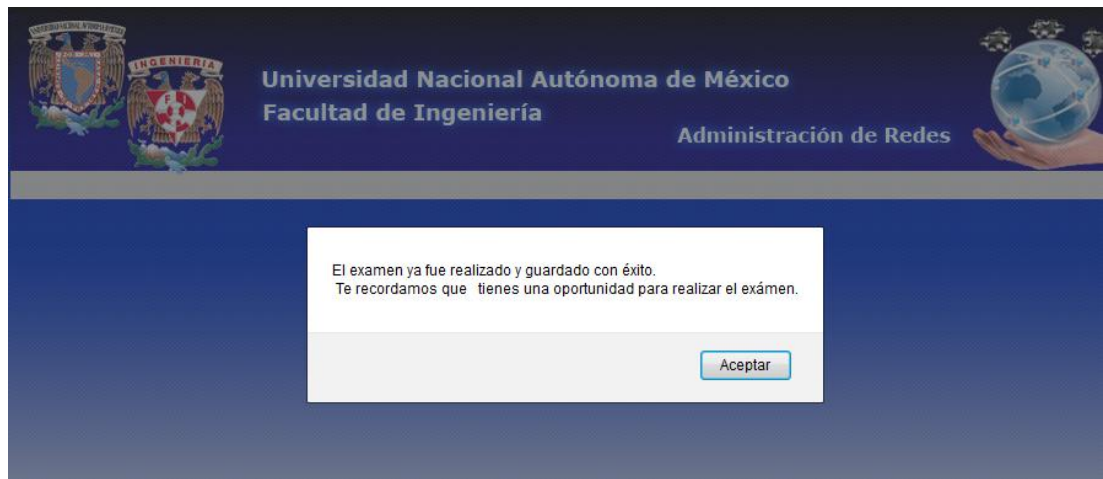 INGENIERIA
Universidad Nacional Autónoma de México
Facultad de Ingeniería
Administración de Redes
El examen ya fue realizado y guardado con éxito.
Te recordamos que tienes una oportunidad para realizar el exámen.
Aceptar